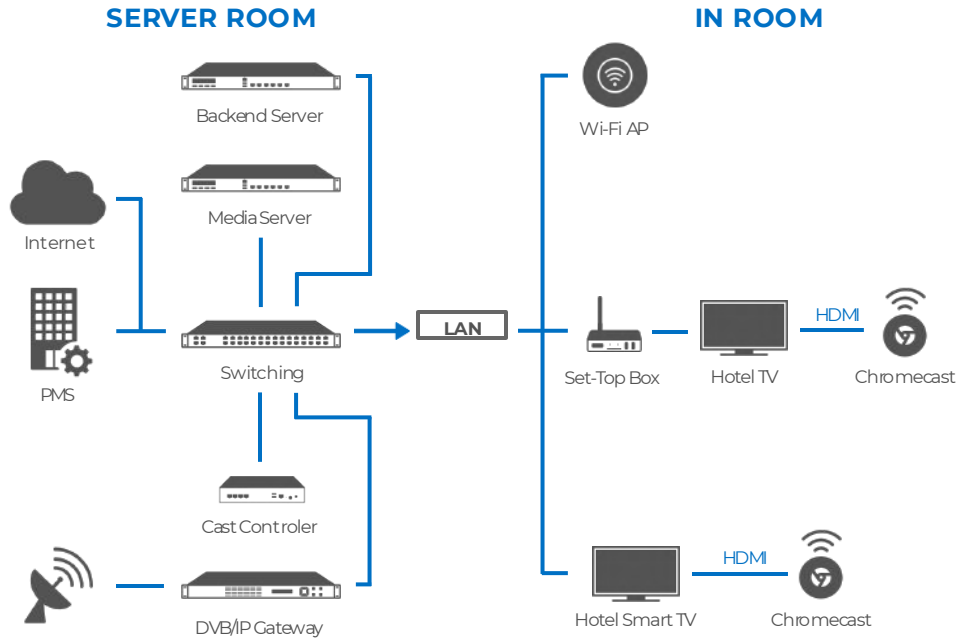 SERVER ROOM
IN ROOM
Backend Server
Wi-Fi AP
Media Server
Internet
HDMI
LAN
Switching
Set-Top Box
Hotel TV
Chromecast
PMS
Cast Controler
HDMI
DVB/IP Gateway
Hotel Smart TV
Chromecast